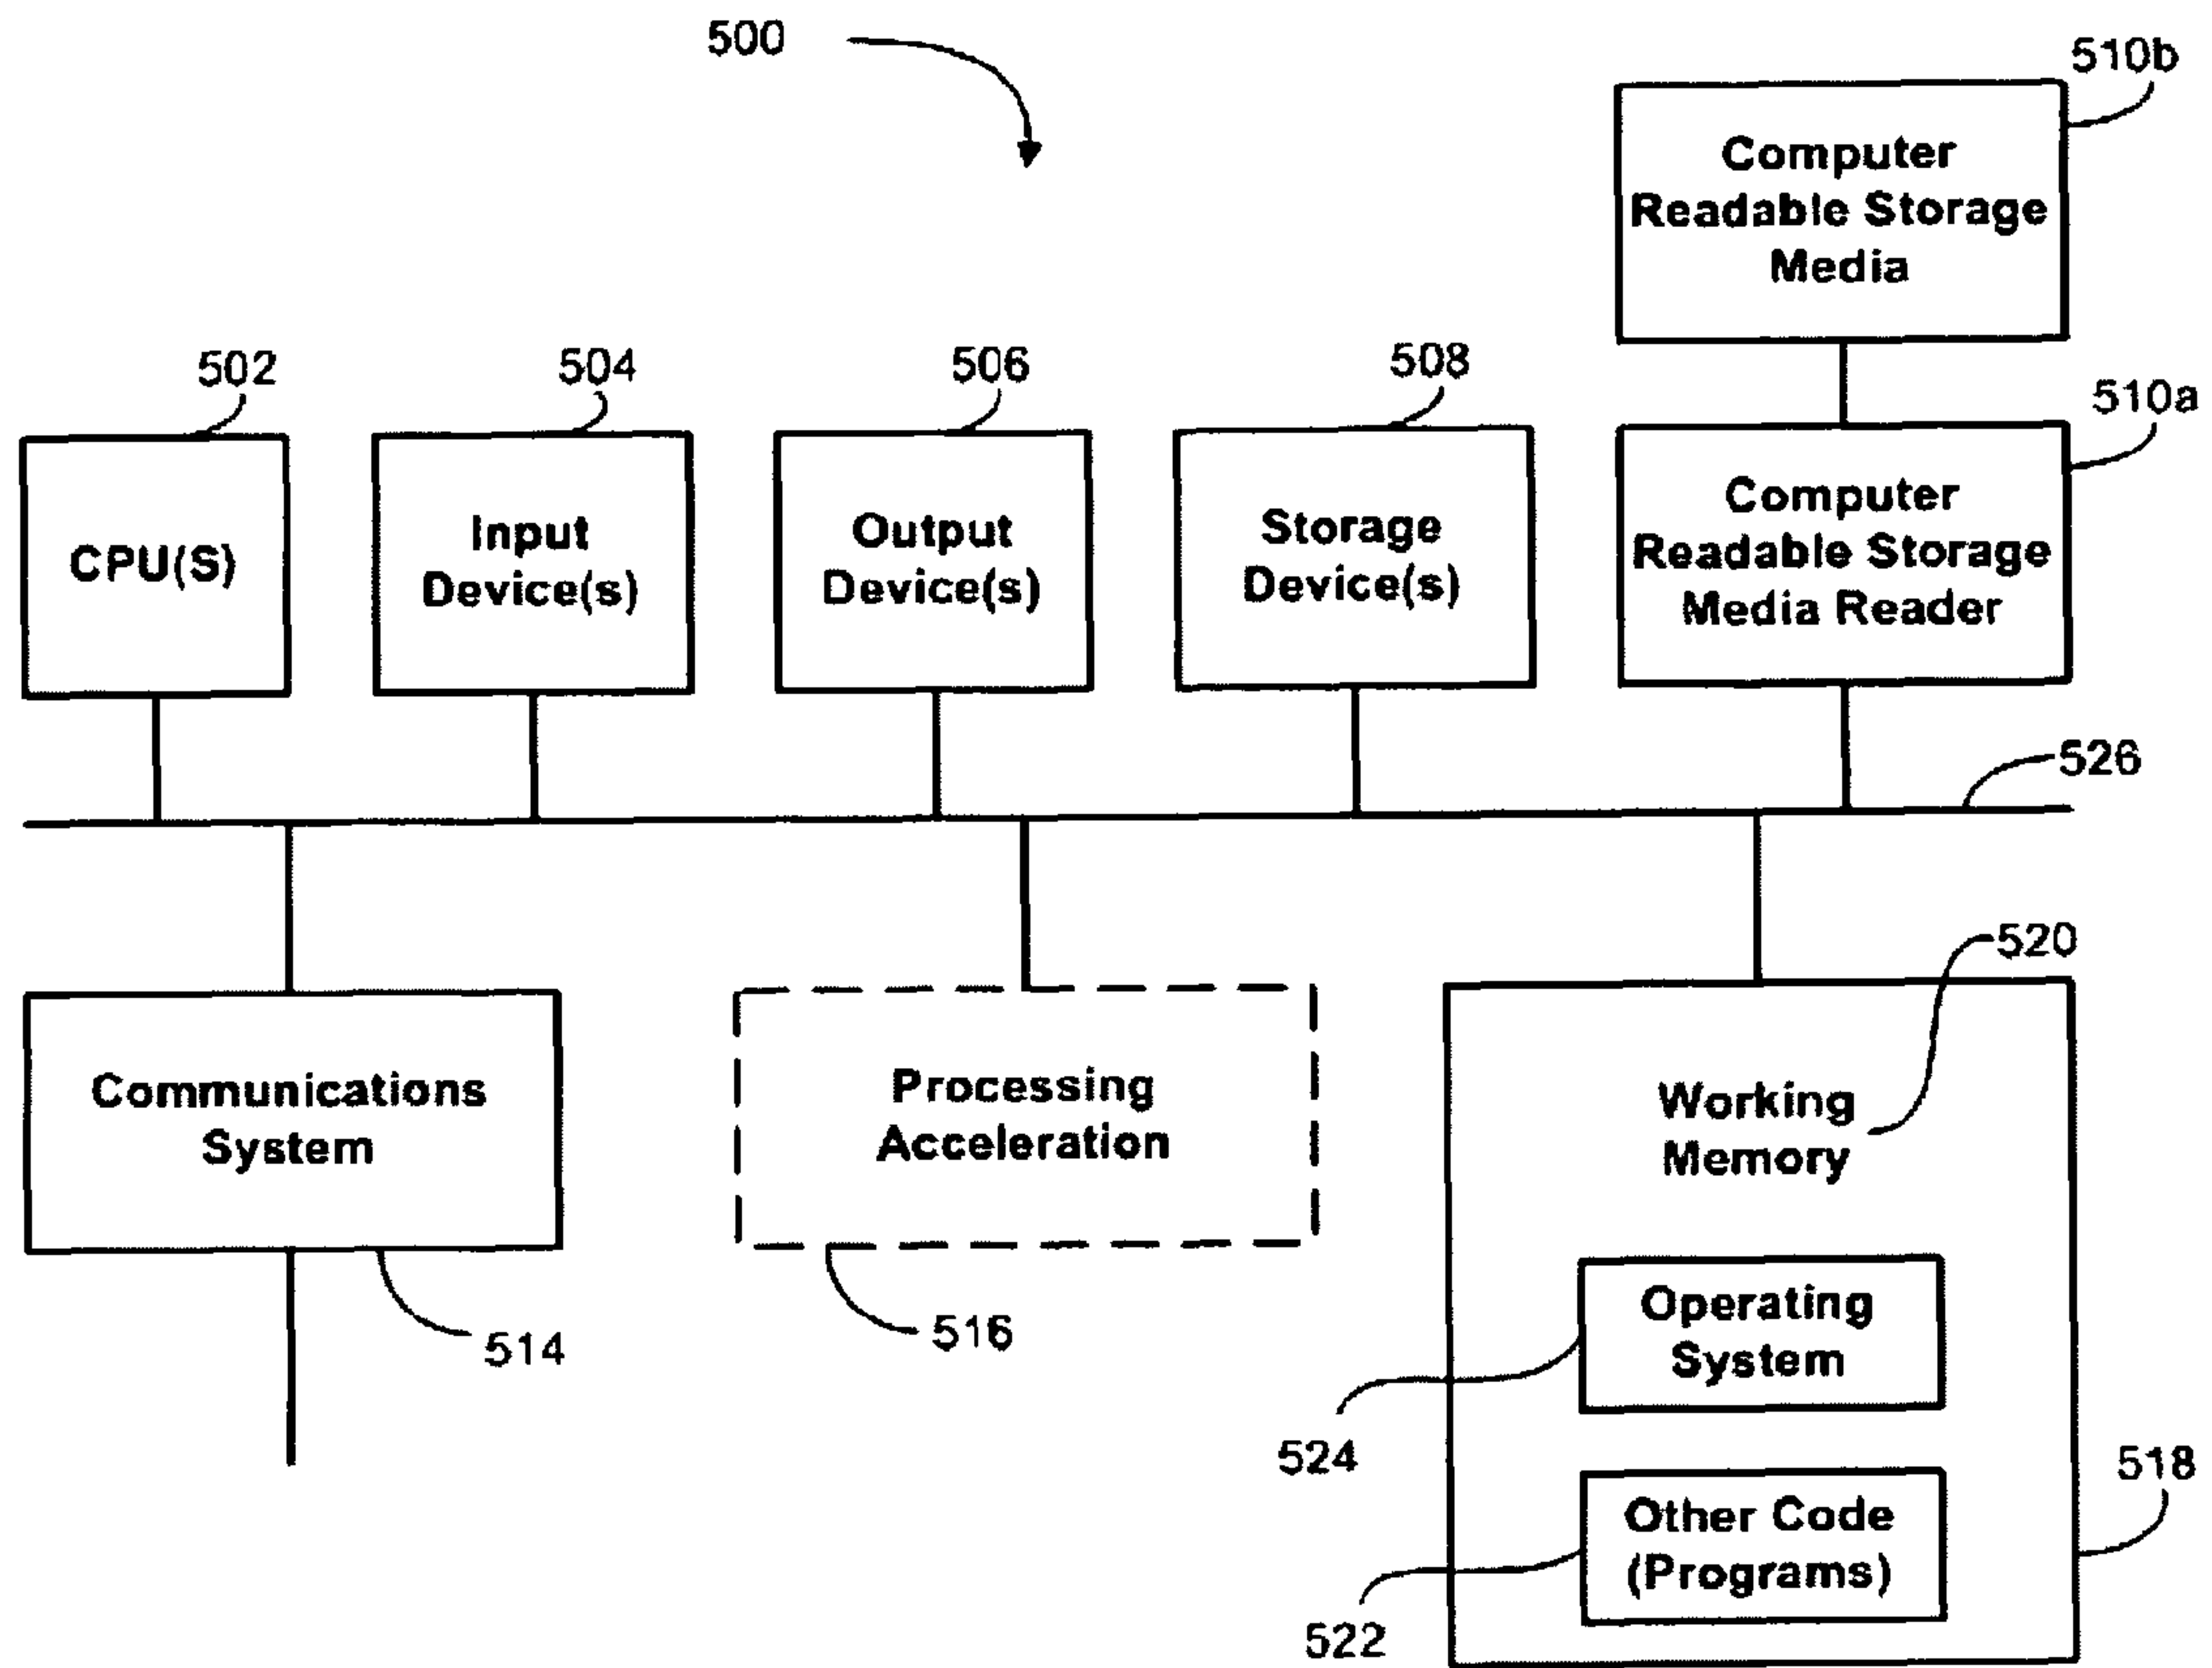 500
510b
Computer
Readable Storage
Media
502
504
506
508
510a
CPU(S)
Input
Device(s)
Output
Device(s)
Storage
Device(s)
Computer
Readable Storage
Media Reader
526
520
Communications
System
Processing
Acceleration
Working
Memory
514
516
Operating
System
524
518
Other Code
(Programs)
522